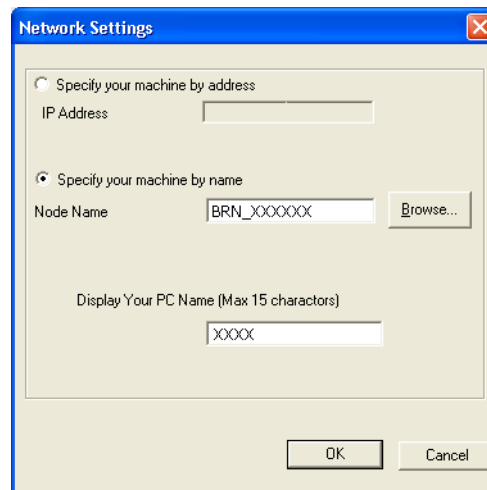 Network Settings
Specify your machine by address
IP Address
Specify your machine by name
Node Name
BRN_XXXXXX
Browse...
Display Your PC Name (Max 15 charactors)
XXXX
OK
Cancel